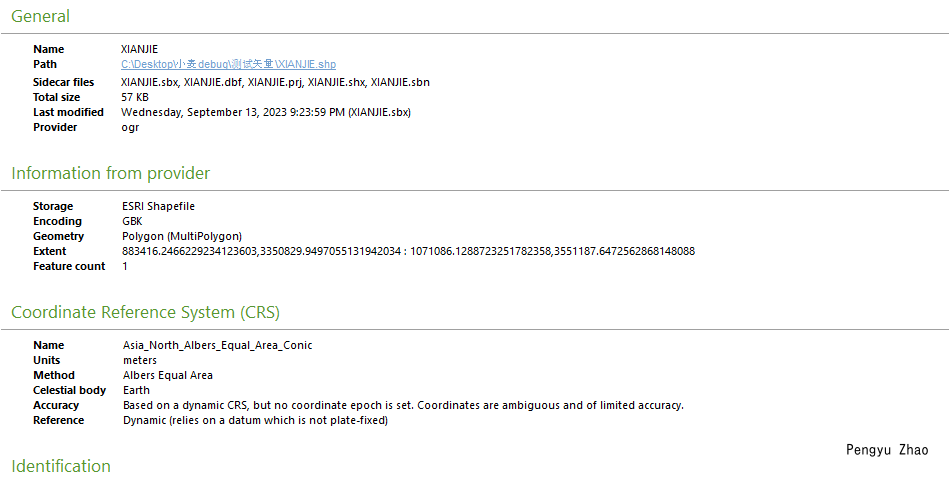 General
Name XIANJIE
Path C:\Desktop\小袁debug\测试矢量\XIANJIE.shp
Sidecar files XIANJIE.sbx, XIANJIE.dbf, XIANJIE.prj, XIANJIE.shx, XIANJIE.sbn
Total size 57 KB
Last modified Wednesday, September 13, 2023 9:23:59 PM (XIANJIE.sbx)
Provider ogr
Information from provider
Storage ESRI Shapefile
Encoding GBK
Geometry Polygon (MultiPolygon)
Extent 883416.2466229234123603,3350829.9497055131942034 : 1071086.1288723251782358,3551187.6472562868148088
Feature count 1
Coordinate Reference System (CRS)
Name Asia_North_Albers_Equal_Area_Conic
Units meters
Method Albers Equal Area
Celestial body Earth
Accuracy Based on a dynamic CRS, but no coordinate epoch is set. Coordinates are ambiguous and of limited accuracy.
Reference Dynamic (relies on a datum which is not plate-fixed)
Pengyu Zhao
Identification